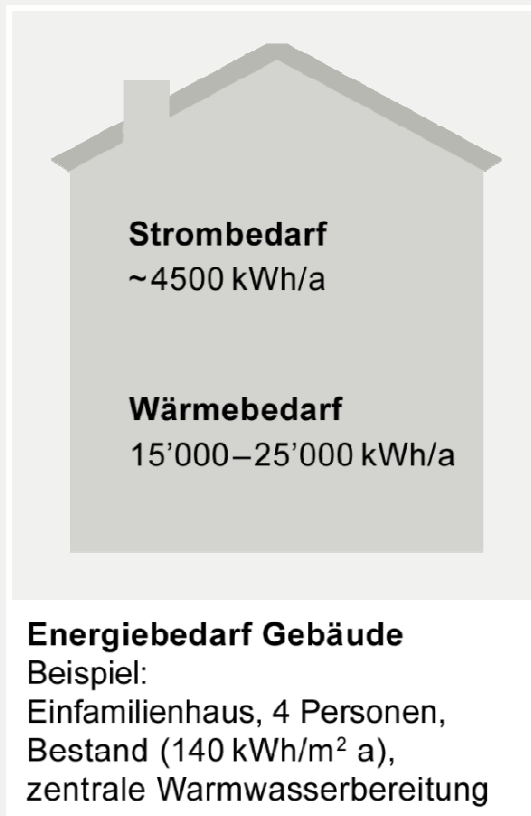 Strombedarf
~4500 kWh/a
Wärmebedarf
15’000–25’000 kWh/a
Energiebedarf Gebäude
Beispiel:
Einfamilienhaus, 4 Personen,
Bestand (140 kWh/m² a),
zentrale Warmwasserbereitung